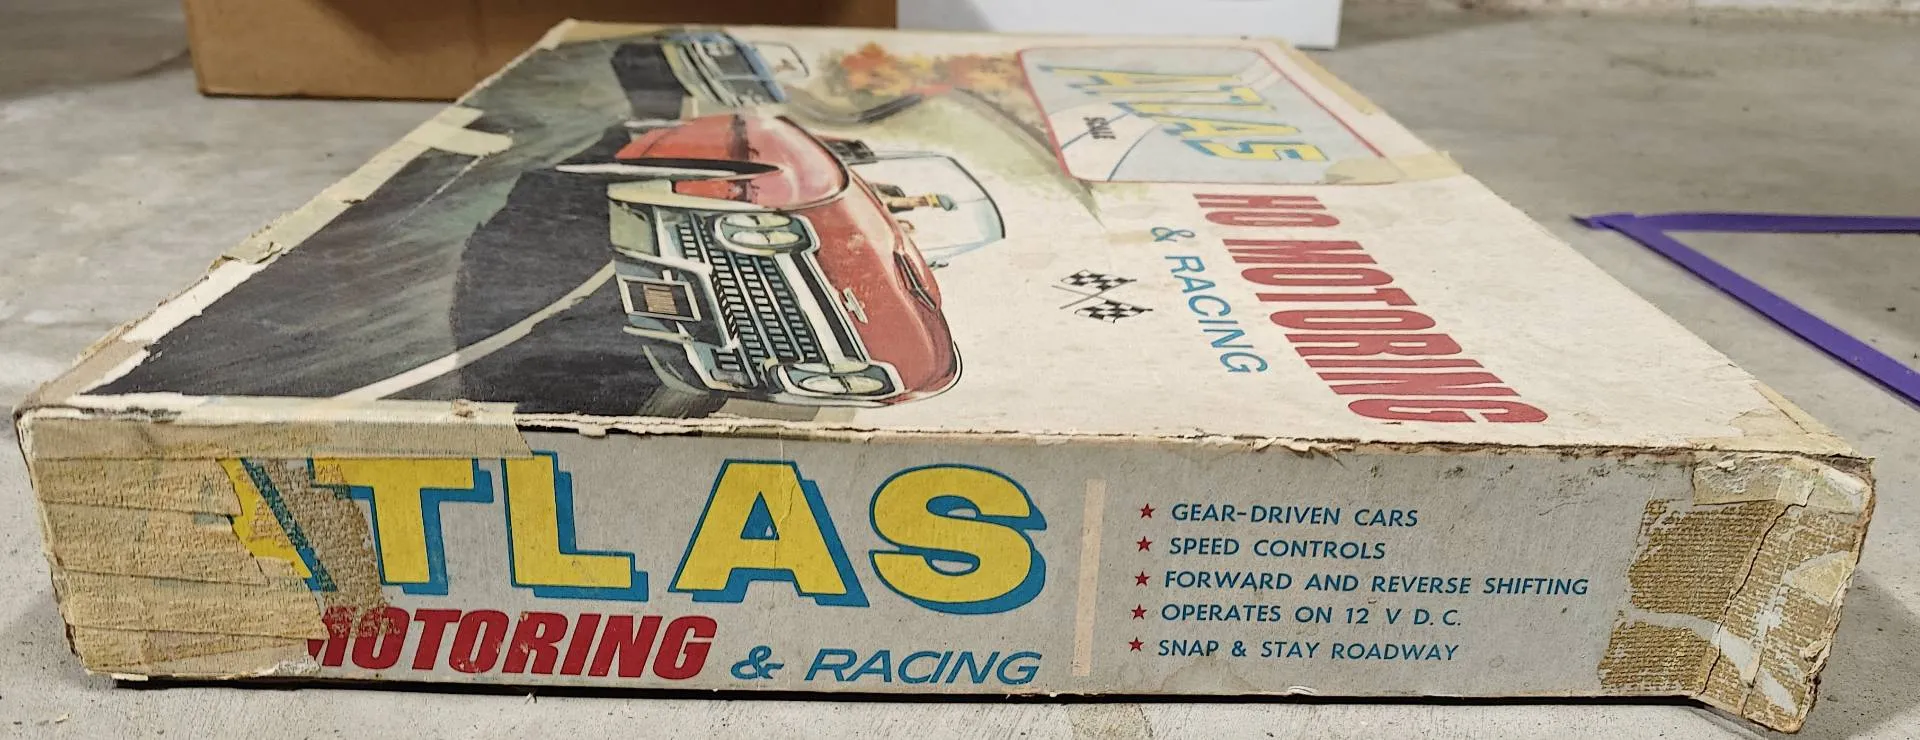 ATLAS
SCALE
HO MOTORING
& RACING
ATLAS
MOTORING & RACING
★ GEAR-DRIVEN CARS
★ SPEED CONTROLS
★ FORWARD AND REVERSE SHIFTING
★ OPERATES ON 12 V D.C.
★ SNAP & STAY ROADWAY